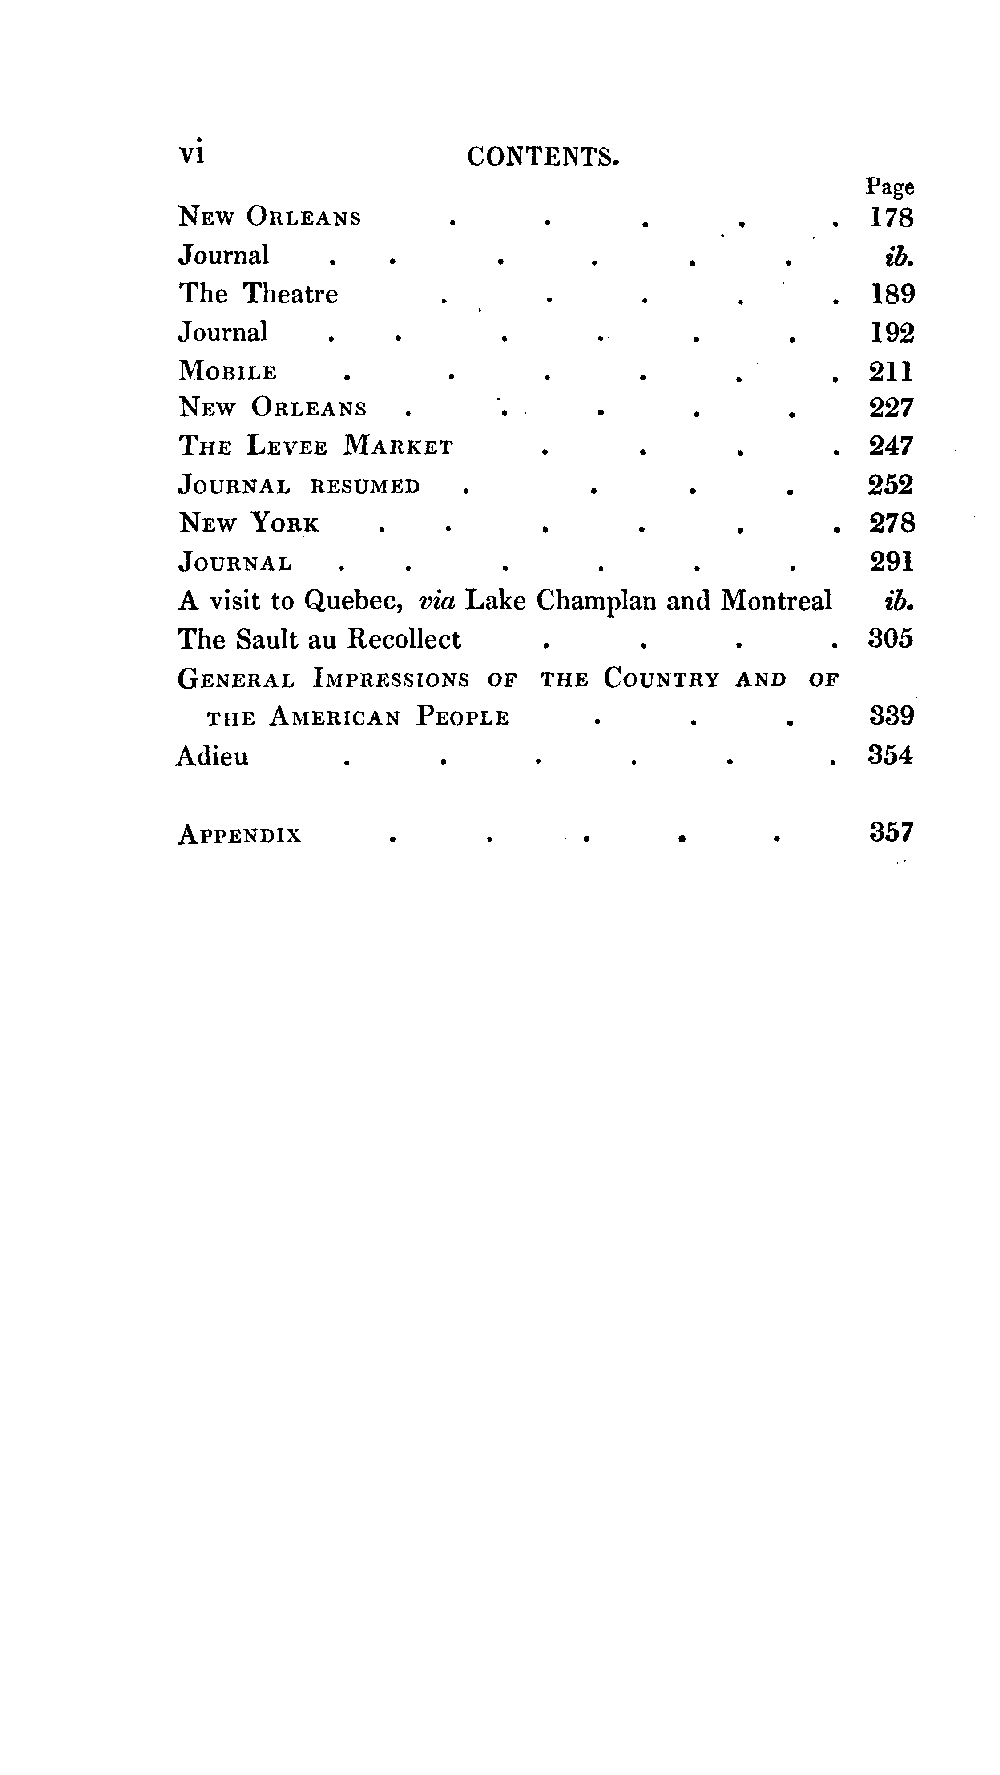 vi CONTENTS.
Page
NEW ORLEANS . . . . . 178
Journal . . . . . . ib.
The Theatre . . . . . 189
Journal . . . . . . 192
MOBILE . . . . . . 211
NEW ORLEANS . . . . . 227
THE LEVEE MARKET . . . . 247
JOURNAL RESUMED . . . . 252
NEW YORK . . . . . . 278
JOURNAL . . . . . . 291
A visit to Quebec, via Lake Champlan and Montreal ib.
The Sault au Recollect . . . . 305
GENERAL IMPRESSIONS OF THE COUNTRY AND OF
THE AMERICAN PEOPLE . . . 339
Adieu . . . . . . 354
APPENDIX . . . . . 357